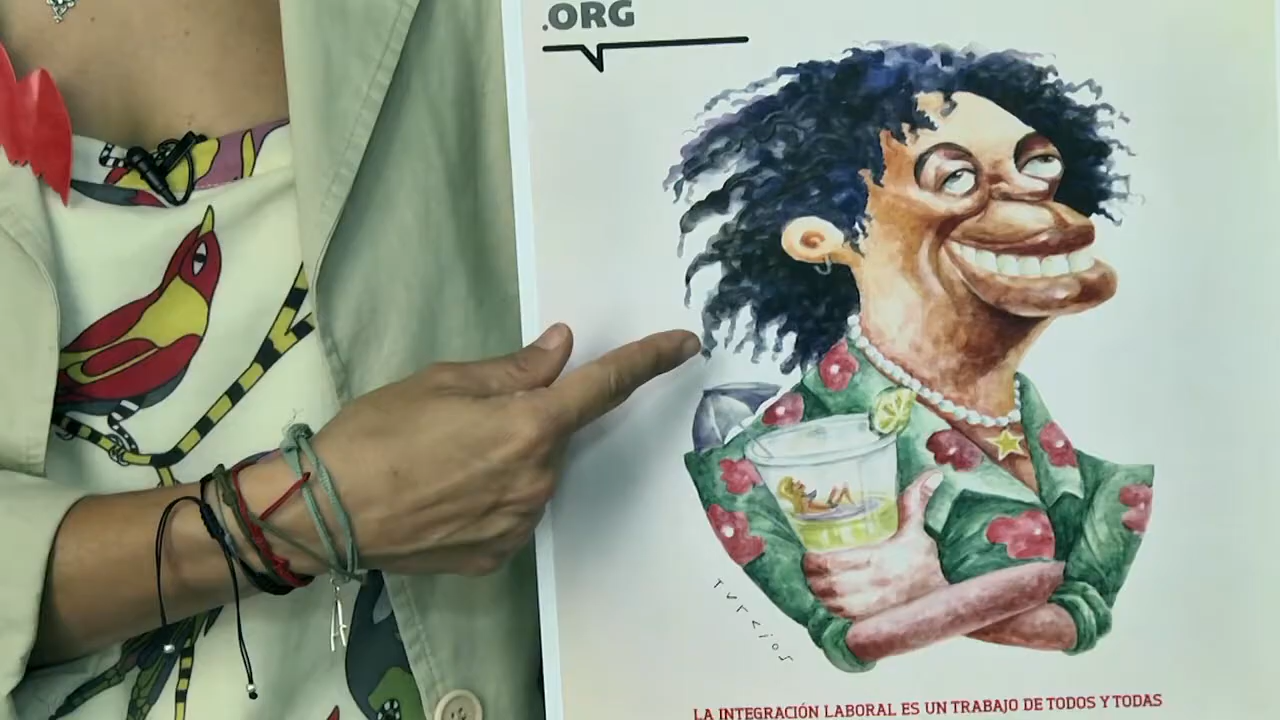 .ORG
TURCIOS
LA INTEGRACIÓN LABORAL ES UN TRABAJO DE TODOS Y TODAS